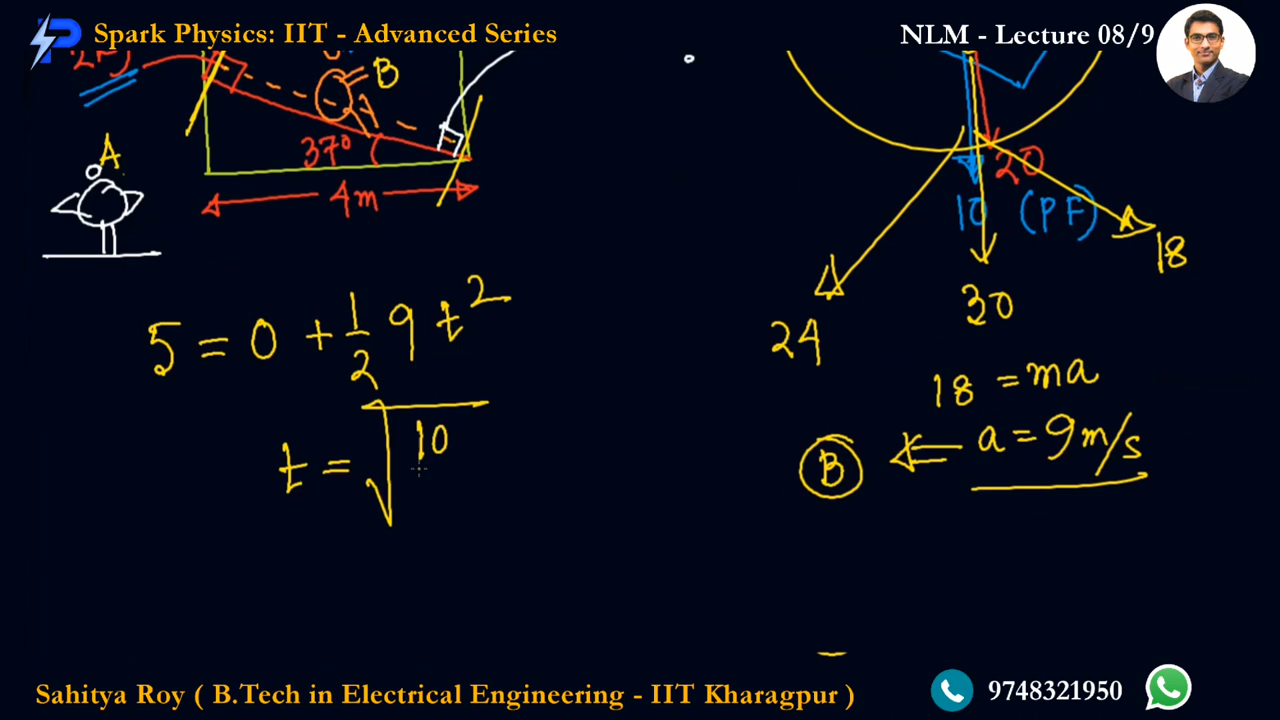 Spark Physics: IIT - Advanced Series
NLM - Lecture 08/9
B
A
37°
4m
20
10 (PF)
18
30
24
5 = 0 + 1/2 9 t²
t = √10
18 = ma
B ⇐ a = 9m/s
Sahitya Roy ( B.Tech in Electrical Engineering - IIT Kharagpur )
9748321950